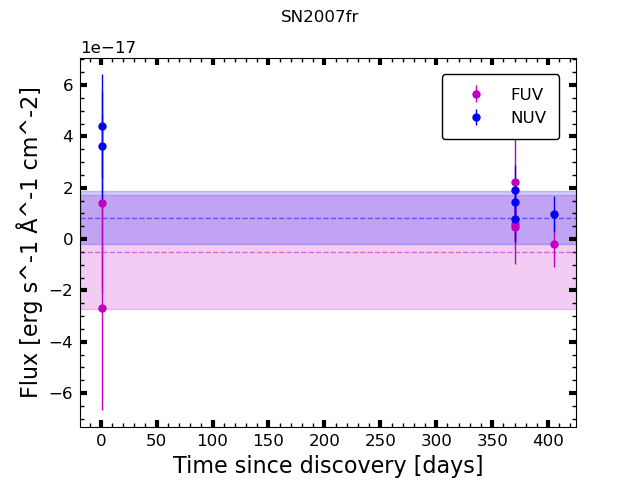 SN2007fr
1e−17
6
4
2
0
−2
−4
−6
Flux [erg s^-1 Å^-1 cm^-2]
FUV
NUV
0 50 100 150 200 250 300 350 400
Time since discovery [days]